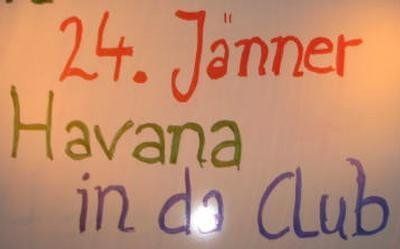 24. Jänner
Havana
in da Club